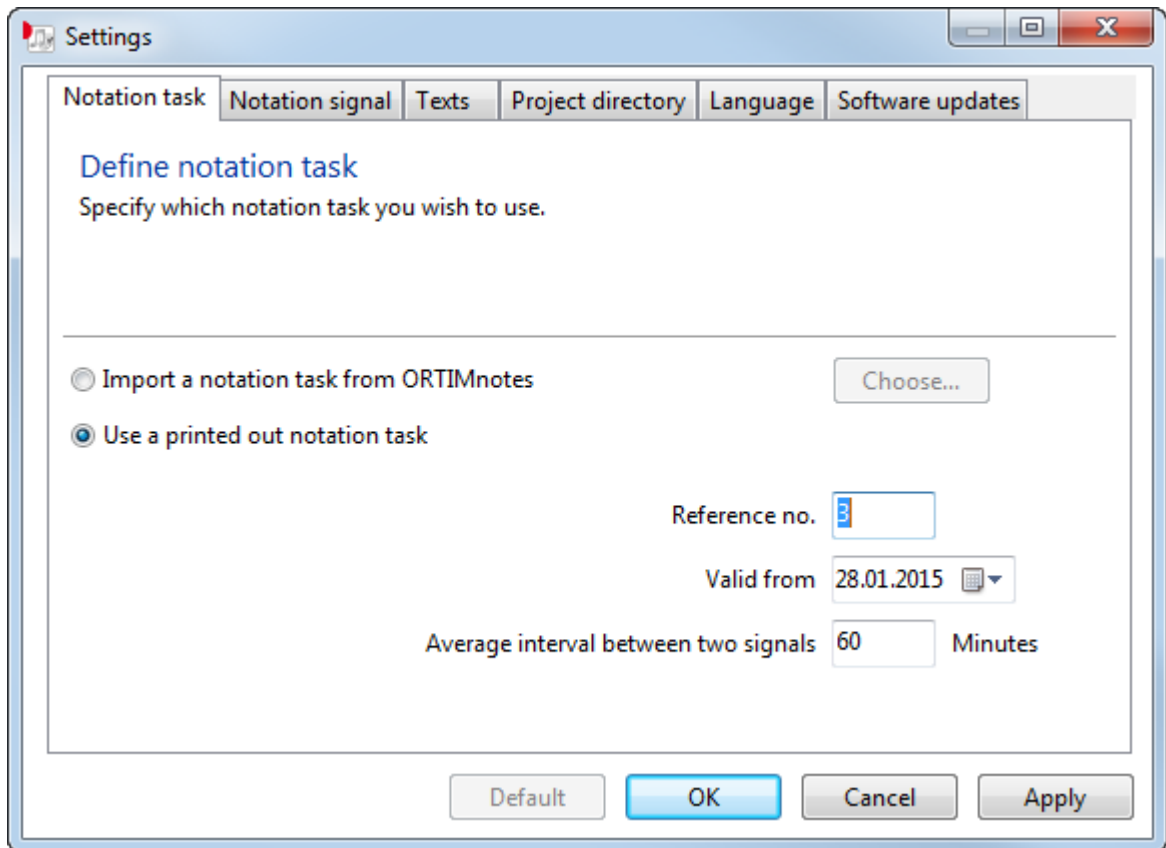 Settings
Notation task Notation signal Texts Project directory Language Software updates
Define notation task
Specify which notation task you wish to use.
Import a notation task from ORTIMnotes Choose...
Use a printed out notation task
Reference no. 3
Valid from 28.01.2015
Average interval between two signals 60 Minutes
Default OK Cancel Apply